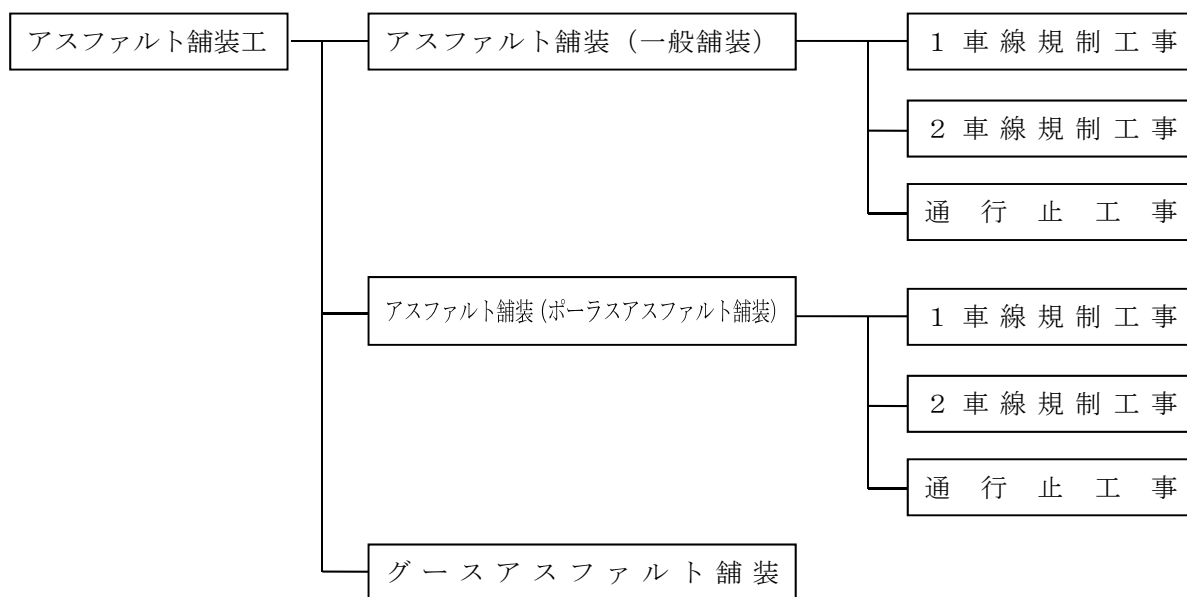 アスファルト舗装工
アスファルト舗装（一般舗装）
１車線規制工事
２車線規制工事
通行止工事
アスファルト舗装(ポーラスアスファルト舗装)
１車線規制工事
２車線規制工事
通行止工事
グースアスファルト舗装